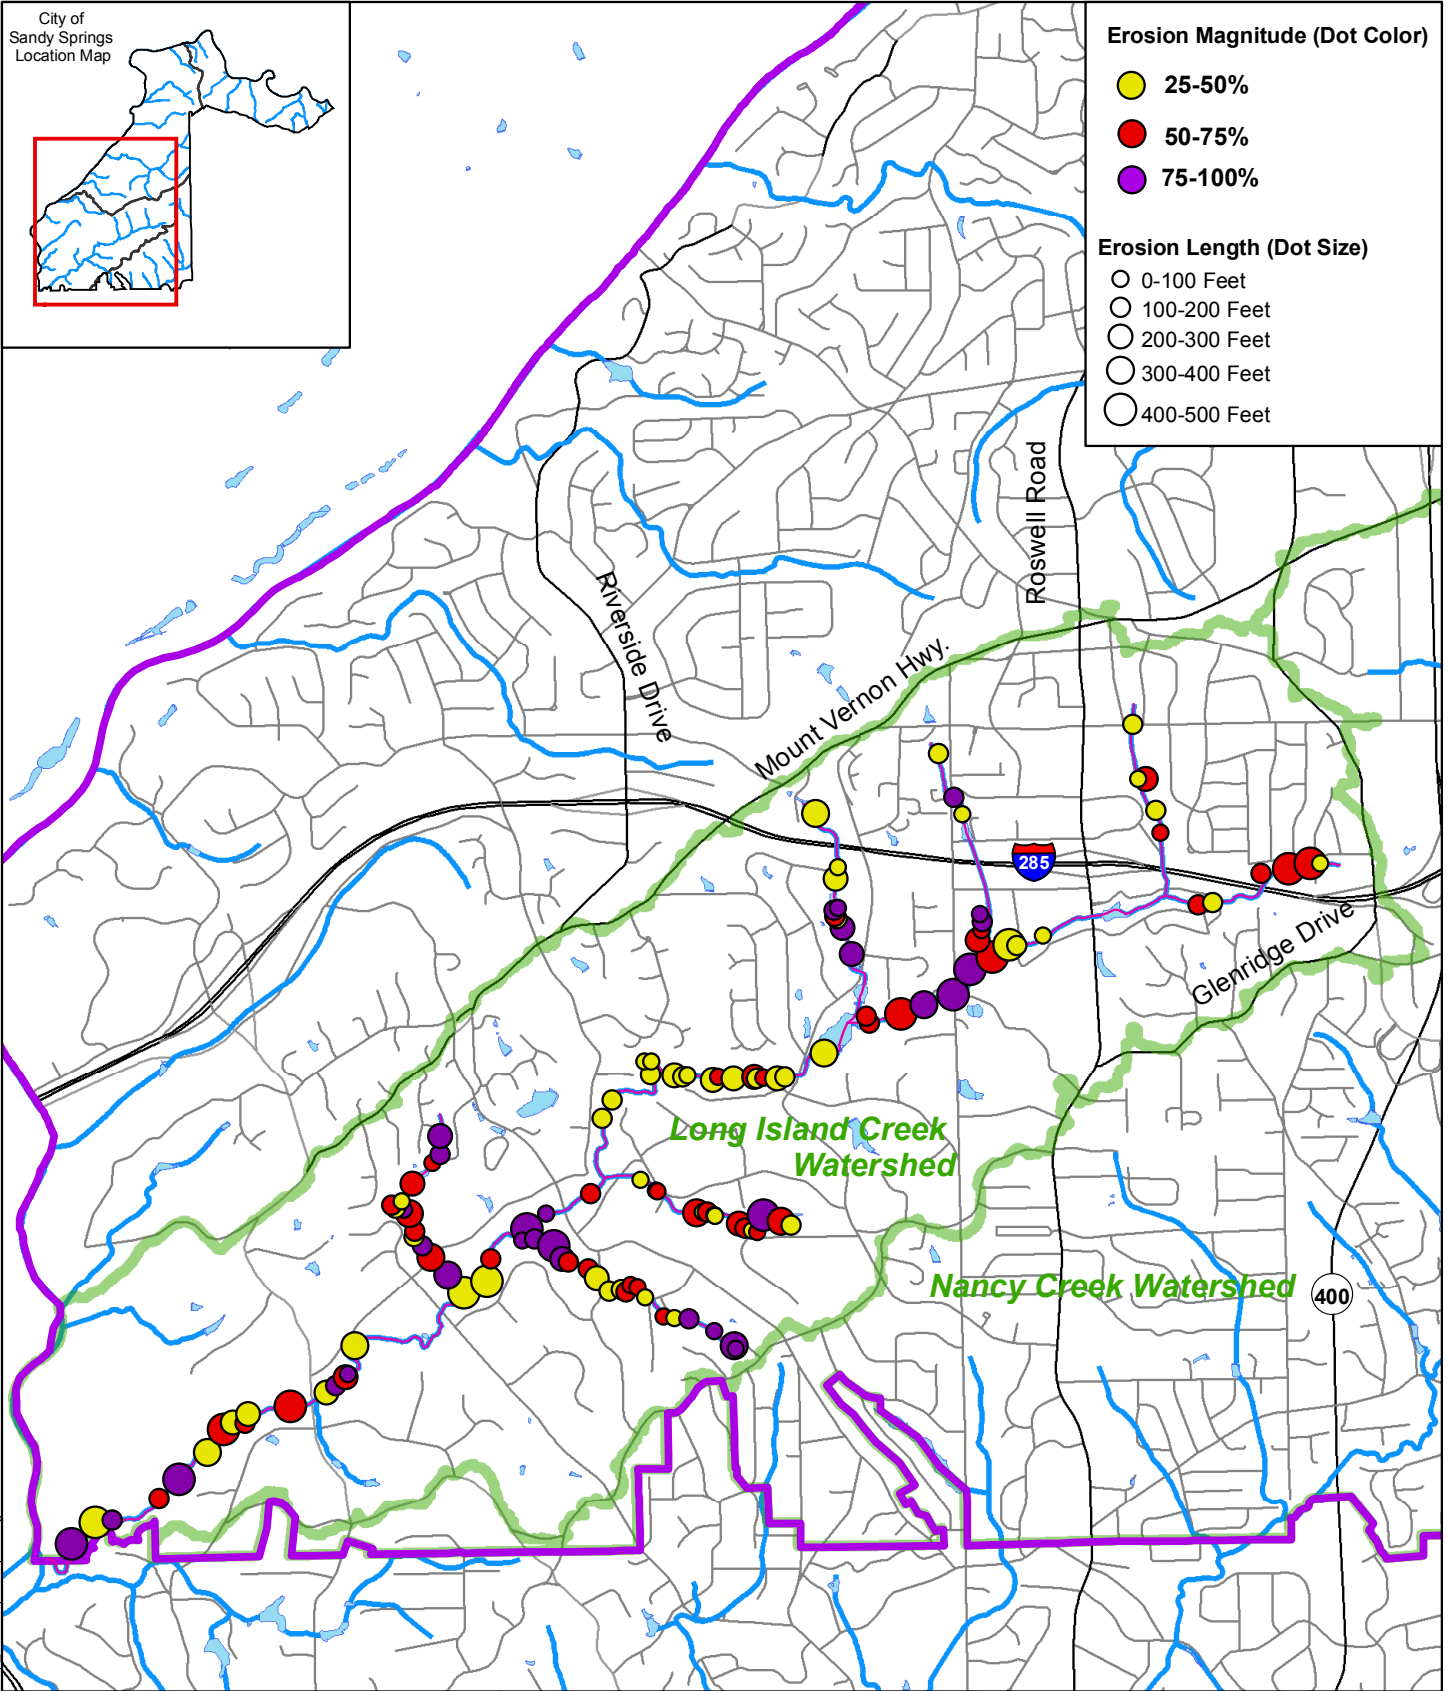 City of
Sandy Springs
Location Map
Erosion Magnitude (Dot Color)
25-50%
50-75%
75-100%
Erosion Length (Dot Size)
0-100 Feet
100-200 Feet
200-300 Feet
300-400 Feet
400-500 Feet
Roswell Road
Riverside Drive
Mount Vernon Hwy.
285
Glenridge Drive
Long Island Creek
Watershed
Nancy Creek Watershed
400